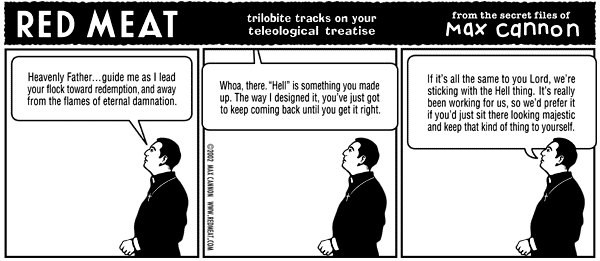 RED MEAT
trilobite tracks on your
teleological treatise
from the secret files of
Max cannon
Heavenly Father...guide me as I lead
your flock toward redemption, and away
from the flames of eternal damnation.
Whoa, there. “Hell” is something you made
up. The way I designed it, you’ve just got
to keep coming back until you get it right.
©2002 MAX CANNON WWW.REDMEAT.COM
If it’s all the same to you Lord, we’re
sticking with the Hell thing. It’s really
been working for us, so we’d prefer it
if you’d just sit there looking majestic
and keep that kind of thing to yourself.